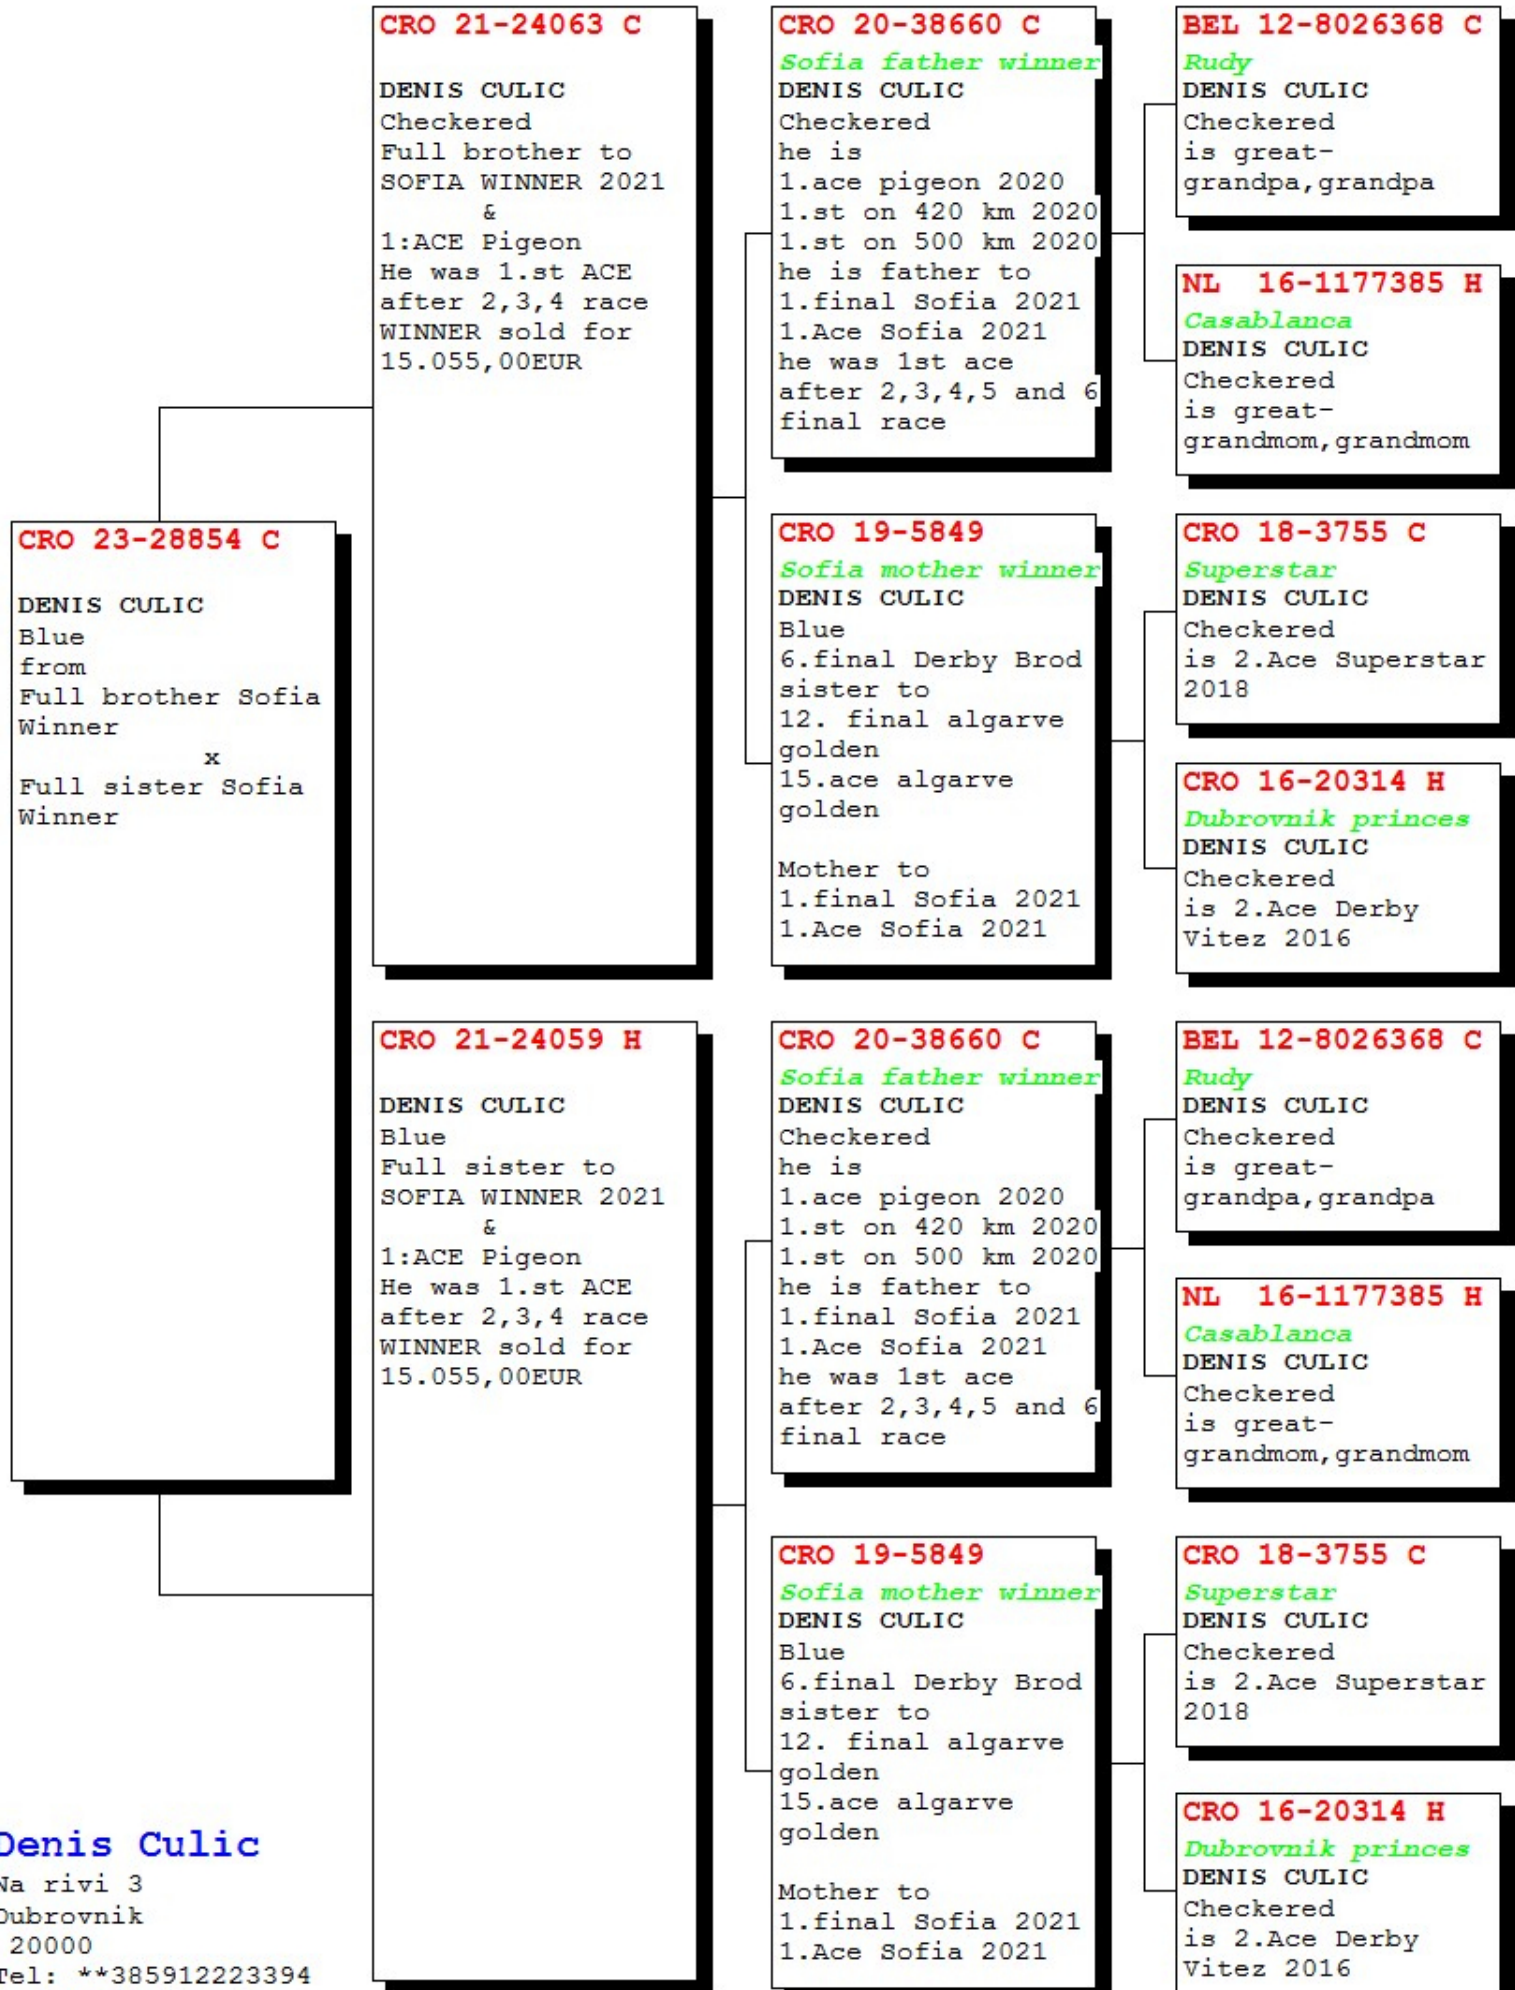 CRO 23-28854 C
DENIS CULIC
Blue
from
Full brother Sofia
Winner
x
Full sister Sofia
Winner
CRO 21-24063 C
DENIS CULIC
Checkered
Full brother to
SOFIA WINNER 2021
&
1:ACE Pigeon
He was 1.st ACE
after 2,3,4 race
WINNER sold for
15.055,00EUR
CRO 21-24059 H
DENIS CULIC
Blue
Full sister to
SOFIA WINNER 2021
&
1:ACE Pigeon
He was 1.st ACE
after 2,3,4 race
WINNER sold for
15.055,00EUR
CRO 20-38660 C
Sofia father winner
DENIS CULIC
Checkered
he is
1.ace pigeon 2020
1.st on 420 km 2020
1.st on 500 km 2020
he is father to
1.final Sofia 2021
1.Ace Sofia 2021
he was 1st ace
after 2,3,4,5 and 6
final race
CRO 19-5849
Sofia mother winner
DENIS CULIC
Blue
6.final Derby Brod
sister to
12. final algarve
golden
15.ace algarve
golden
Mother to
1.final Sofia 2021
1.Ace Sofia 2021
CRO 20-38660 C
Sofia father winner
DENIS CULIC
Checkered
he is
1.ace pigeon 2020
1.st on 420 km 2020
1.st on 500 km 2020
he is father to
1.final Sofia 2021
1.Ace Sofia 2021
he was 1st ace
after 2,3,4,5 and 6
final race
CRO 19-5849
Sofia mother winner
DENIS CULIC
Blue
6.final Derby Brod
sister to
12. final algarve
golden
15.ace algarve
golden
Mother to
1.final Sofia 2021
1.Ace Sofia 2021
BEL 12-8026368 C
Rudy
DENIS CULIC
Checkered
is great-
grandpa,grandpa
NL 16-1177385 H
Casablanca
DENIS CULIC
Checkered
is great-
grandmom,grandmom
CRO 18-3755 C
Superstar
DENIS CULIC
Checkered
is 2.Ace Superstar
2018
CRO 16-20314 H
Dubrovnik princes
DENIS CULIC
Checkered
is 2.Ace Derby
Vitez 2016
BEL 12-8026368 C
Rudy
DENIS CULIC
Checkered
is great-
grandpa,grandpa
NL 16-1177385 H
Casablanca
DENIS CULIC
Checkered
is great-
grandmom,grandmom
CRO 18-3755 C
Superstar
DENIS CULIC
Checkered
is 2.Ace Superstar
2018
CRO 16-20314 H
Dubrovnik princes
DENIS CULIC
Checkered
is 2.Ace Derby
Vitez 2016
Denis Culic
Na rivi 3
Dubrovnik
20000
Tel: **385912223394